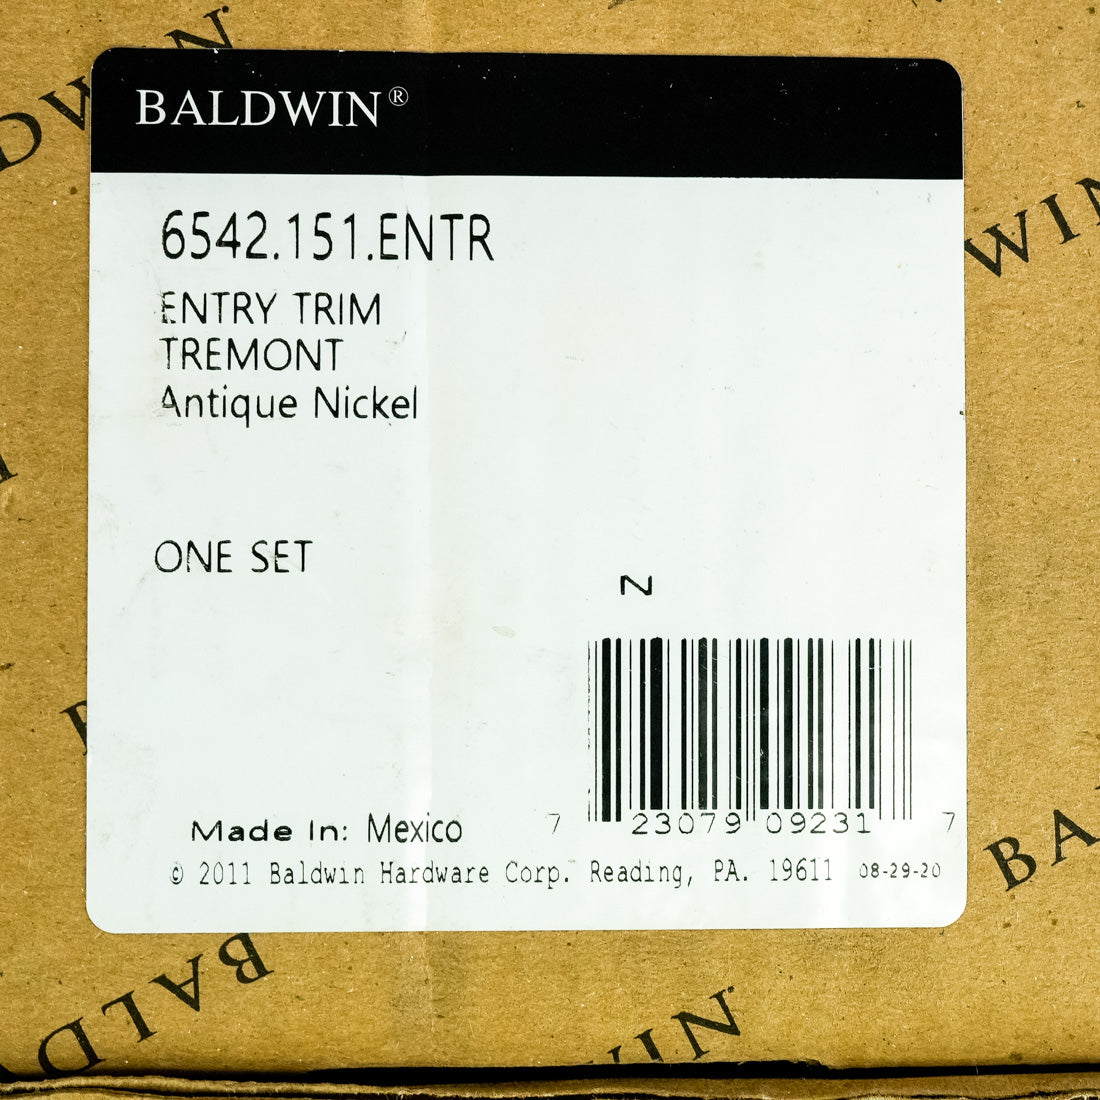 BALDWIN®
6542.151.ENTR
ENTRY TRIM
TREMONT
Antique Nickel
ONE SET
N
7 23079 09231 7
Made In: Mexico
© 2011 Baldwin Hardware Corp. Reading, PA. 19611 08-29-20